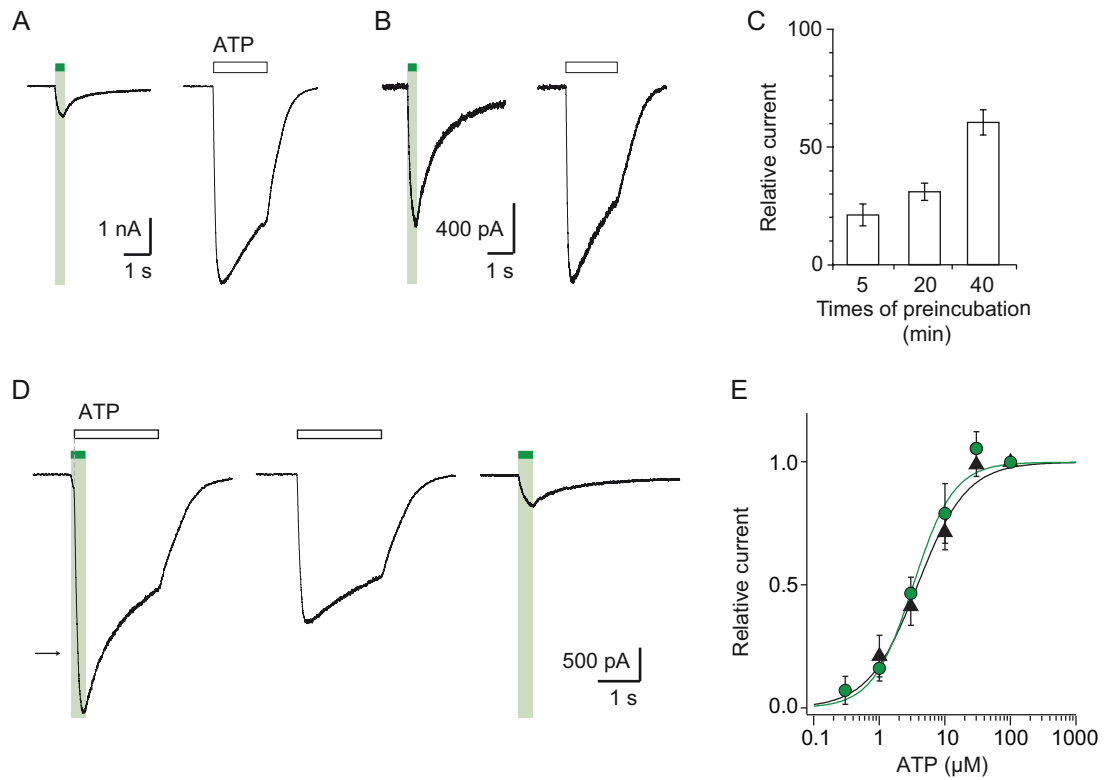 A
ATP
1 nA
1 s
B
400 pA
1 s
C
Relative current
100
50
0
5 20 40
Times of preincubation
(min)
D
ATP
500 pA
1 s
E
Relative current
1.0
0.5
0.0
0.1 1 10 100 1000
ATP (µM)